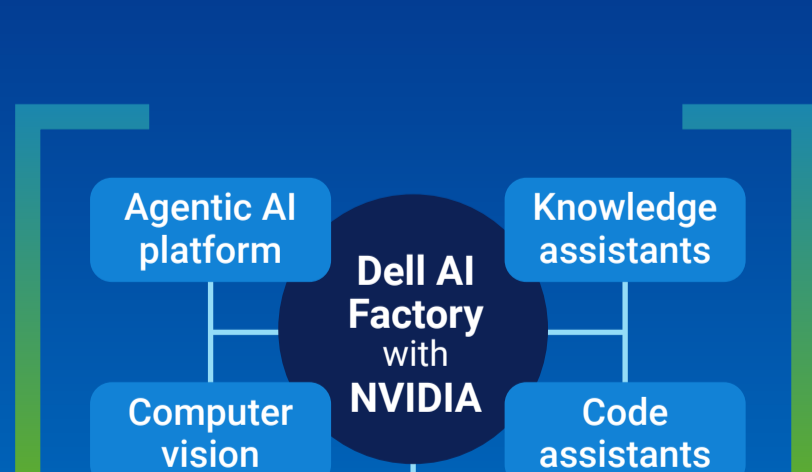 Agentic AI
platform
Knowledge
assistants
Dell AI
Factory
with
NVIDIA
Computer
vision
Code
assistants